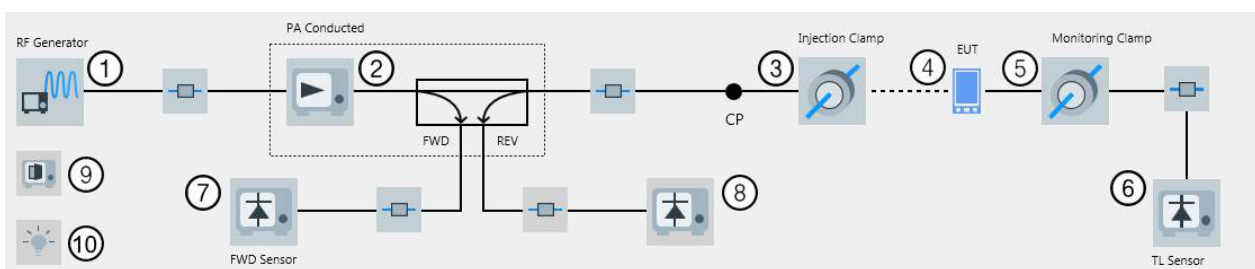 PA Conducted
RF Generator
Injection Clamp
Monitoring Clamp
EUT
1
2
3
4
5
CP
FWD
REV
9
7
8
6
10
FWD Sensor
TL Sensor